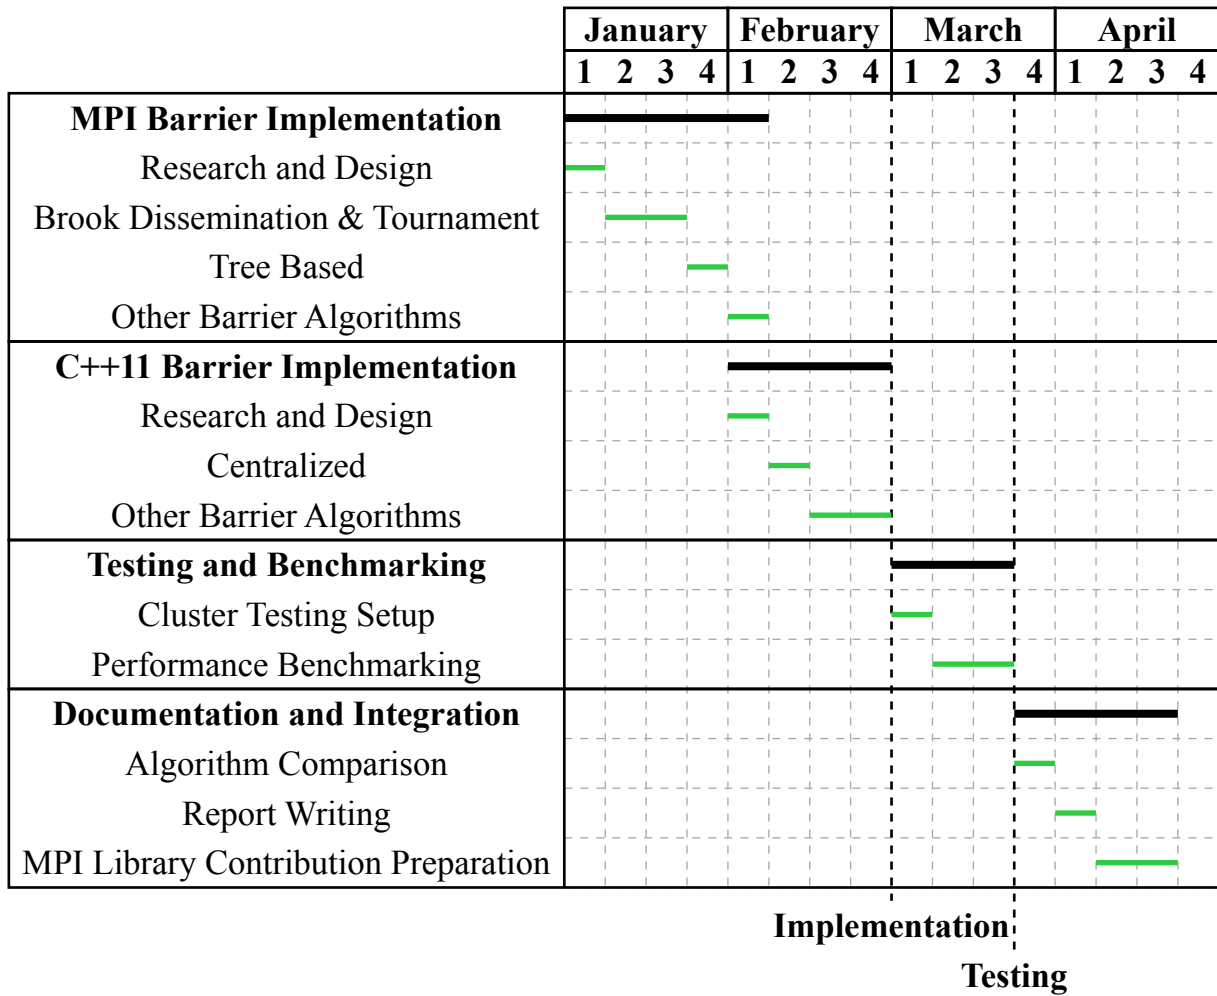 January February March April
1 2 3 4 1 2 3 4 1 2 3 4 1 2 3 4
MPI Barrier Implementation
Research and Design
Brook Dissemination & Tournament
Tree Based
Other Barrier Algorithms
C++11 Barrier Implementation
Research and Design
Centralized
Other Barrier Algorithms
Testing and Benchmarking
Cluster Testing Setup
Performance Benchmarking
Documentation and Integration
Algorithm Comparison
Report Writing
MPI Library Contribution Preparation
Implementation
Testing